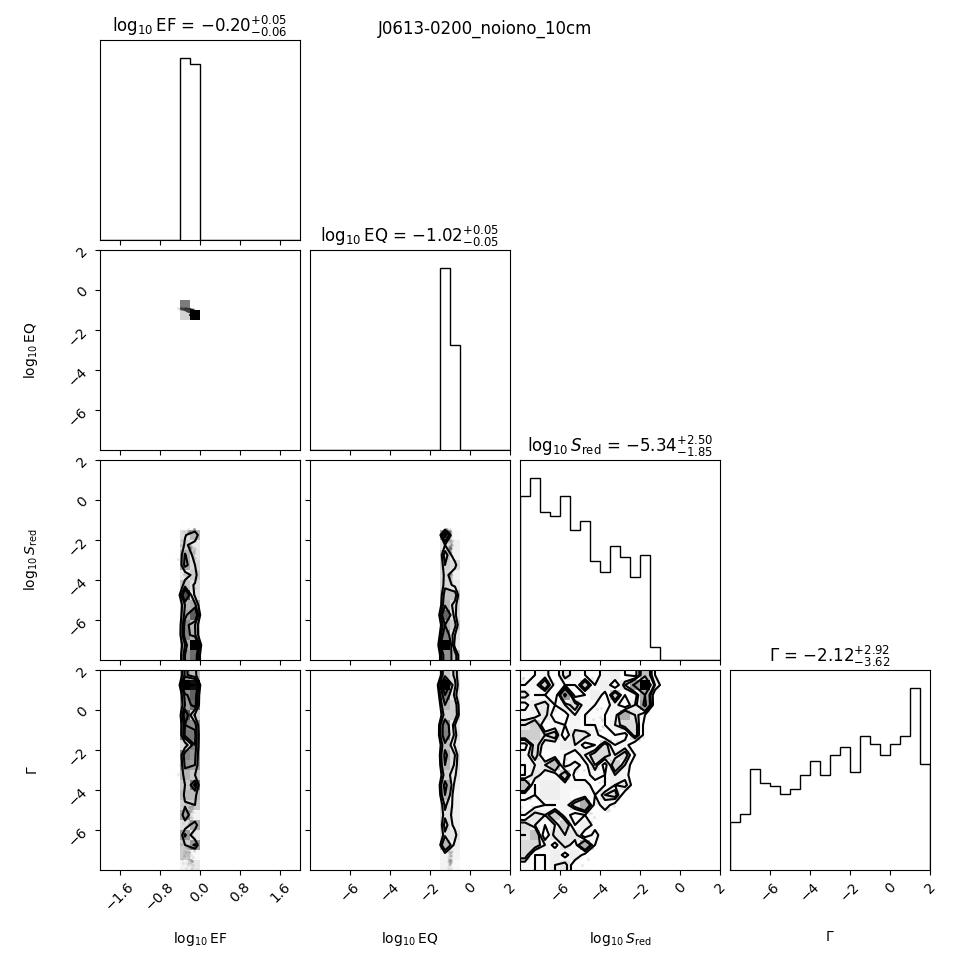 log₁₀ EF = −0.20+0.05−0.06
J0613-0200_noiono_10cm
log₁₀ EQ = −1.02+0.05−0.05
2
0
−2
−4
−6
log₁₀ EQ
log₁₀ Sred = −5.34+2.50−1.85
2
0
−2
−4
−6
log₁₀ Sred
Γ = −2.12+2.92−3.62
2
0
−2
−4
−6
Γ
−1.6 −0.8 0.0 0.8 1.6
−6 −4 −2 0 2
−6 −4 −2 0 2
−6 −4 −2 0 2
log₁₀ EF
log₁₀ EQ
log₁₀ Sred
Γ